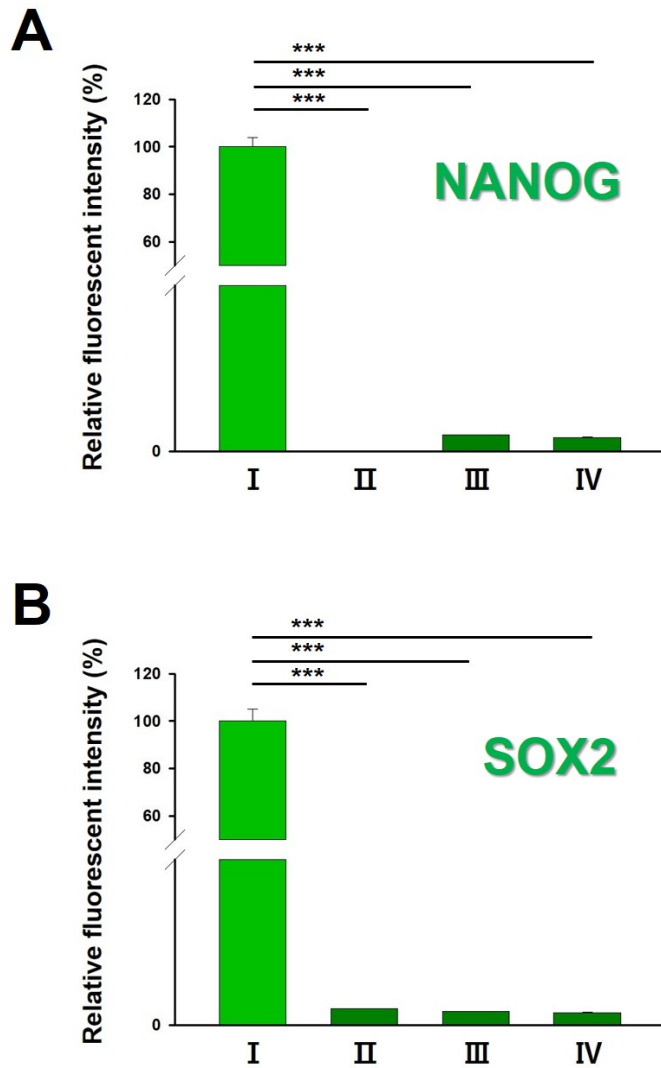 A
Relative fluorescent intensity (%)
***
***
***
120
100
80
60
0
NANOG
I II III IV
B
Relative fluorescent intensity (%)
***
***
***
120
100
80
60
0
SOX2
I II III IV